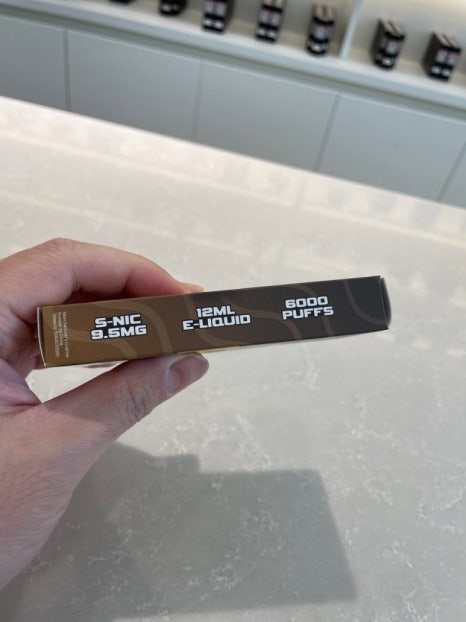 S-NIC
9.5MG
12ML
E-LIQUID
6000
PUFFS